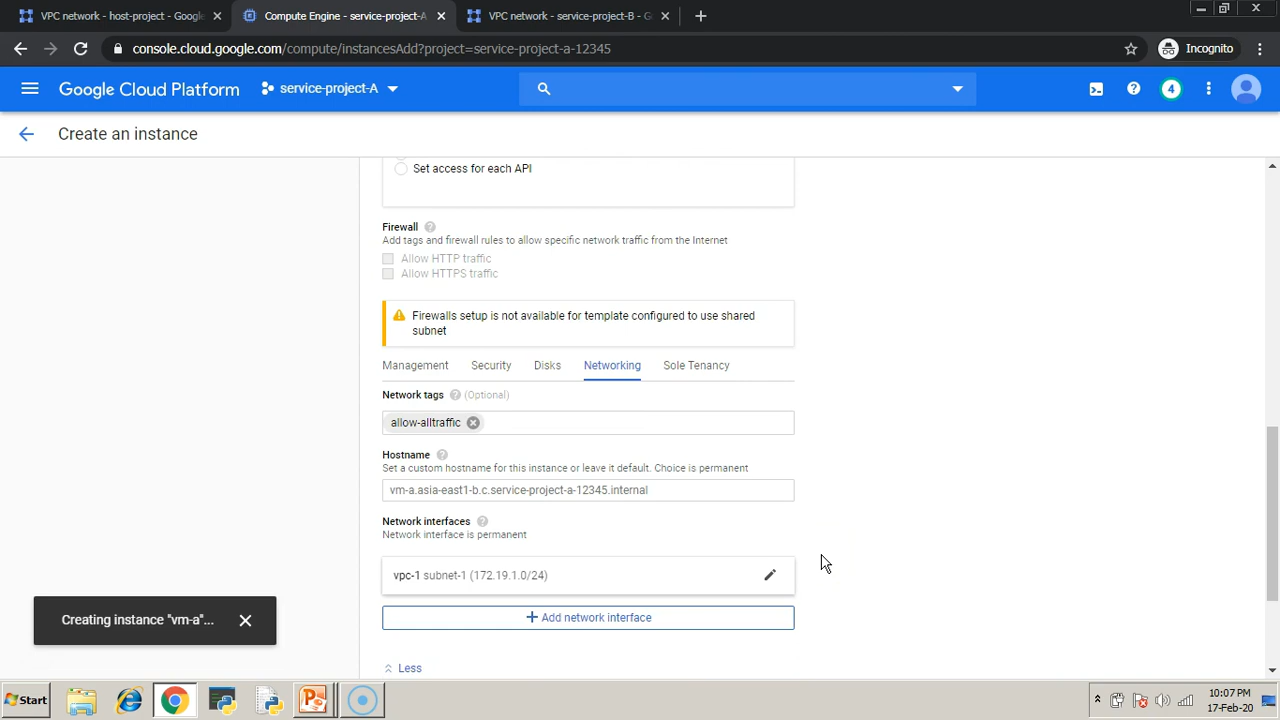 VPC network - host-project - Google
Compute Engine - service-project-A
VPC network - service-project-B - G
console.cloud.google.com/compute/instancesAdd?project=service-project-a-12345
Incognito
Google Cloud Platform
service-project-A
4
Create an instance
Set access for each API
Firewall
Add tags and firewall rules to allow specific network traffic from the Internet
Allow HTTP traffic
Allow HTTPS traffic
Firewalls setup is not available for template configured to use shared
subnet
Management Security Disks Networking Sole Tenancy
Network tags (Optional)
allow-alltraffic
Hostname
Set a custom hostname for this instance or leave it default. Choice is permanent
vm-a.asia-east1-b.c.service-project-a-12345.internal
Network interfaces
Network interface is permanent
vpc-1 subnet-1 (172.19.1.0/24)
Add network interface
Creating instance "vm-a"...
Less
Start
10:07 PM
17-Feb-20